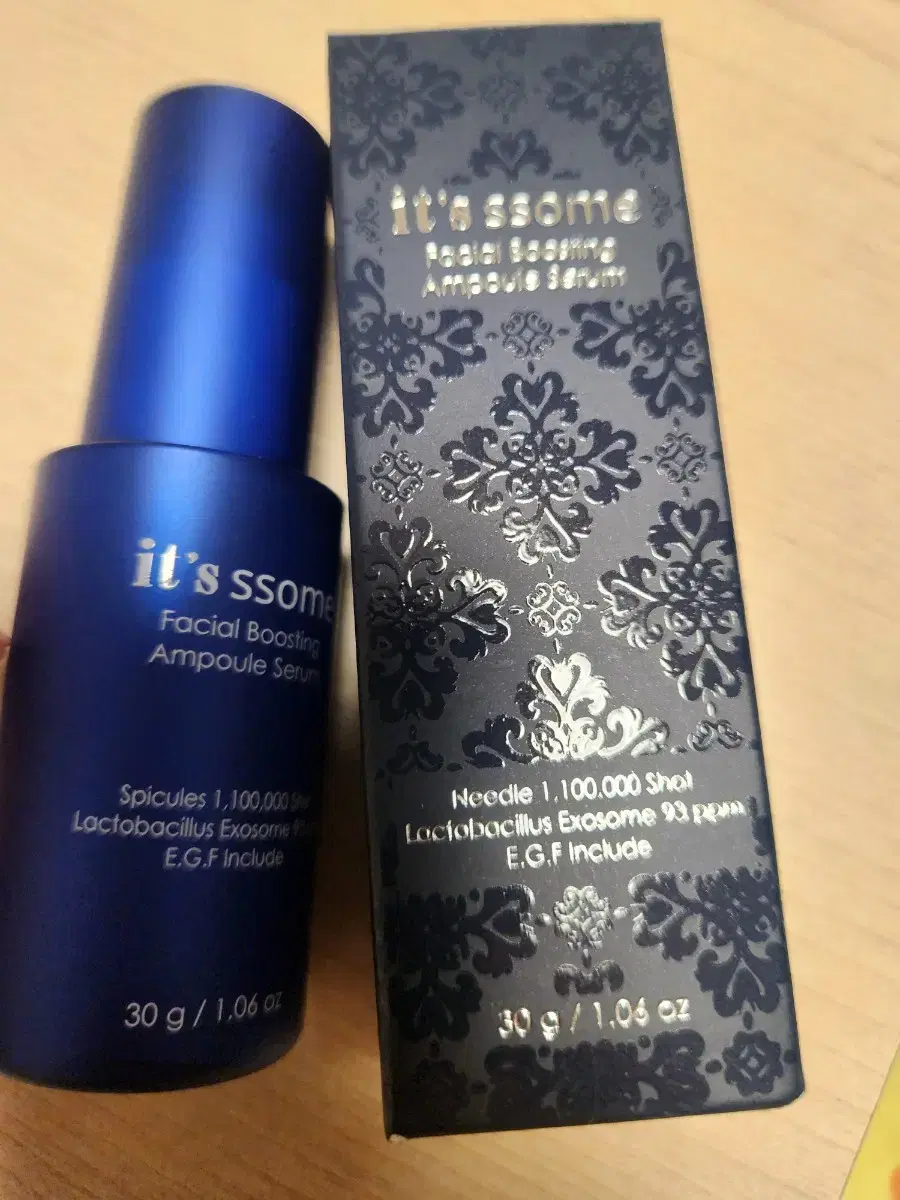 it's ssome
Facial Boosting
Ampoule Serum
Spicules 1,100,000
Lactobacillus Exosome
E.G.F Include
30 g / 1.06 oz
it's ssome
Facial Boosting
Ampoule Serum
Needle 1,100,000 Shot
Lactobacillus Exosome 93 ppm
E.G.F Include
30 g / 1.06 oz